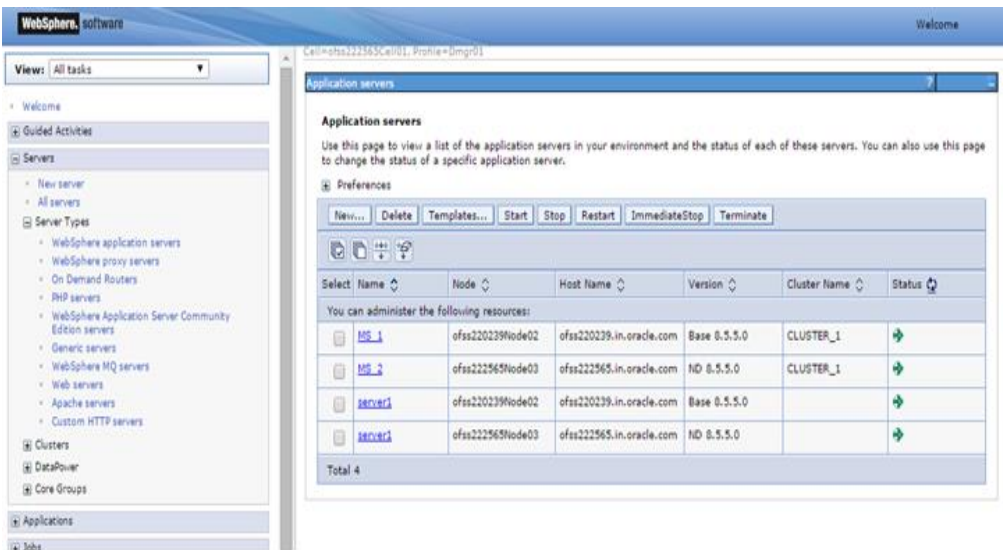 WebSphere. software
Welcome
View: All tasks
Cell=ofss222565Cell01, Profile=Dmgr01
Welcome
Guided Activities
Servers
New server
All servers
Server Types
WebSphere application servers
WebSphere proxy servers
On Demand Routers
PHP servers
WebSphere Application Server Community
Edition servers
Generic servers
WebSphere MQ servers
Web servers
Apache servers
Custom HTTP servers
Clusters
DataPower
Core Groups
Applications
Jobs
Application servers
?
Application servers
Use this page to view a list of the application servers in your environment and the status of each of these servers. You can also use this page
to change the status of a specific application server.
Preferences
New... Delete Templates... Start Stop Restart ImmediateStop Terminate
Select Name Node Host Name Version Cluster Name Status
You can administer the following resources:
MS_1 ofss220239Node02 ofss220239.in.oracle.com Base 8.5.5.0 CLUSTER_1
MS_2 ofss222565Node03 ofss222565.in.oracle.com ND 8.5.5.0 CLUSTER_1
server1 ofss220239Node02 ofss220239.in.oracle.com Base 8.5.5.0
server1 ofss222565Node03 ofss222565.in.oracle.com ND 8.5.5.0
Total 4